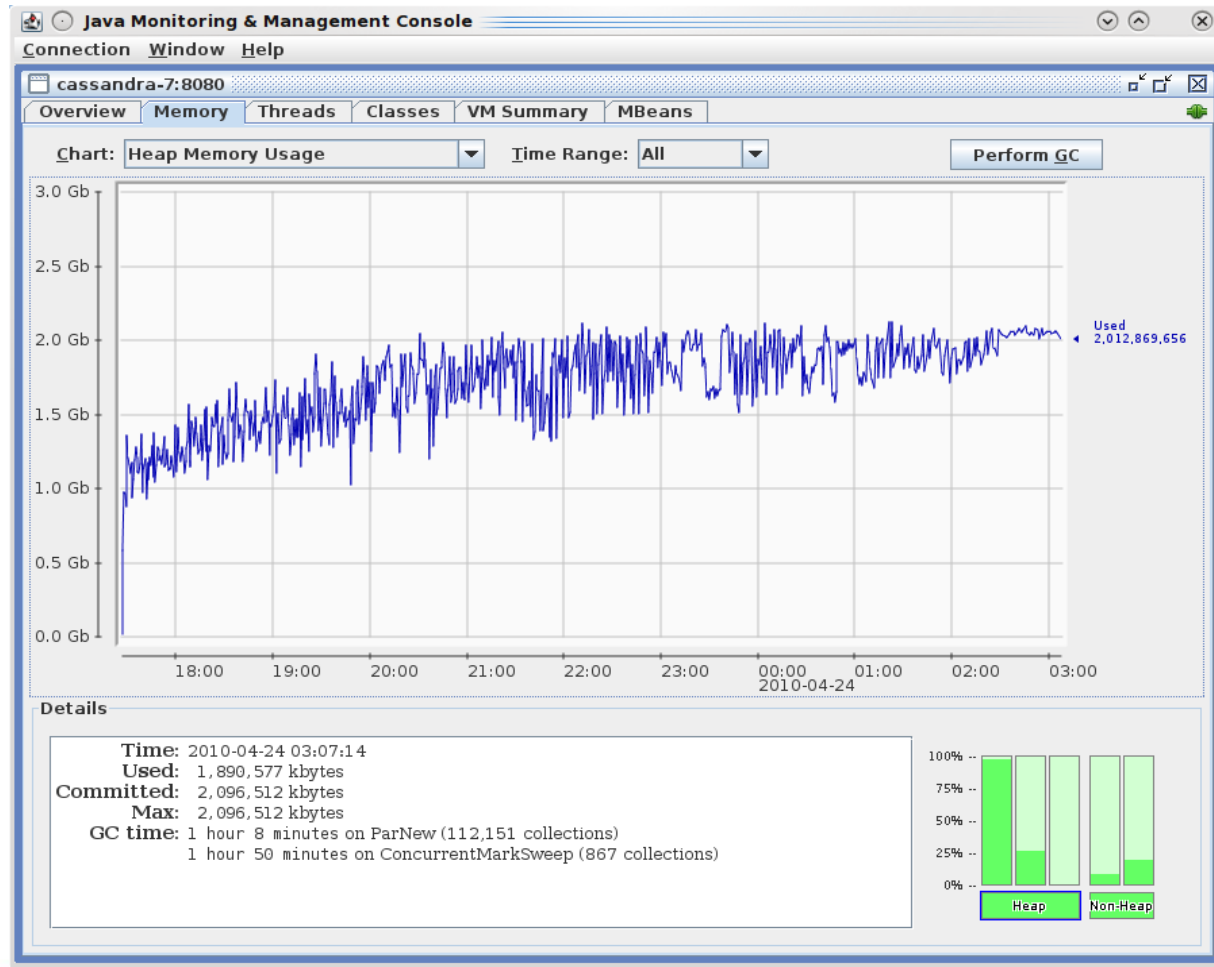 Java Monitoring & Management Console
Connection Window Help
cassandra-7:8080
Overview Memory Threads Classes VM Summary MBeans
Chart: Heap Memory Usage Time Range: All Perform GC
3.0 Gb
2.5 Gb
2.0 Gb
1.5 Gb
1.0 Gb
0.5 Gb
0.0 Gb
Used
2,012,869,656
18:00 19:00 20:00 21:00 22:00 23:00 00:00 01:00 02:00 03:00
2010-04-24
Details
Time: 2010-04-24 03:07:14
Used: 1,890,577 kbytes
Committed: 2,096,512 kbytes
Max: 2,096,512 kbytes
GC time: 1 hour 8 minutes on ParNew (112,151 collections)
1 hour 50 minutes on ConcurrentMarkSweep (867 collections)
100% --
75% --
50% --
25% --
0% --
Heap Non-Heap